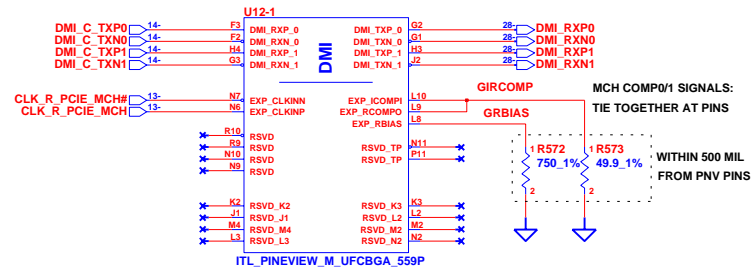 U12-1
DMI_C_TXP0 14- F3 DMI_RXP_0 DMI_TXP_0 G2 28- DMI_RXP0
DMI_C_TXN0 14- F2 DMI_RXN_0 DMI_TXN_0 G1 28- DMI_RXN0
DMI_C_TXP1 14- H4 DMI_RXP_1 DMI_TXP_1 H3 28- DMI_RXP1
DMI_C_TXN1 14- G3 DMI_RXN_1 DMI_TXN_1 J2 28- DMI_RXN1
DMI
CLK_R_PCIE_MCH# 13- N7 EXP_CLKINN EXP_ICOMPI L10 GIRCOMP
CLK_R_PCIE_MCH 13- N6 EXP_CLKINP EXP_RCOMPO L9
EXP_RBIAS L8 GRBIAS
MCH COMP0/1 SIGNALS:
TIE TOGETHER AT PINS
R10 RSVD RSVD_TP N11
R9 RSVD RSVD_TP P11
N10 RSVD
N9 RSVD
1 R572 1 R573
750_1% 49.9_1%
2 2
WITHIN 500 MIL
FROM PNV PINS
K2 RSVD_K2 RSVD_K3 K3
J1 RSVD_J1 RSVD_L2 L2
M4 RSVD_M4 RSVD_M2 M2
L3 RSVD_L3 RSVD_N2 N2
ITL_PINEVIEW_M_UFCBGA_559P